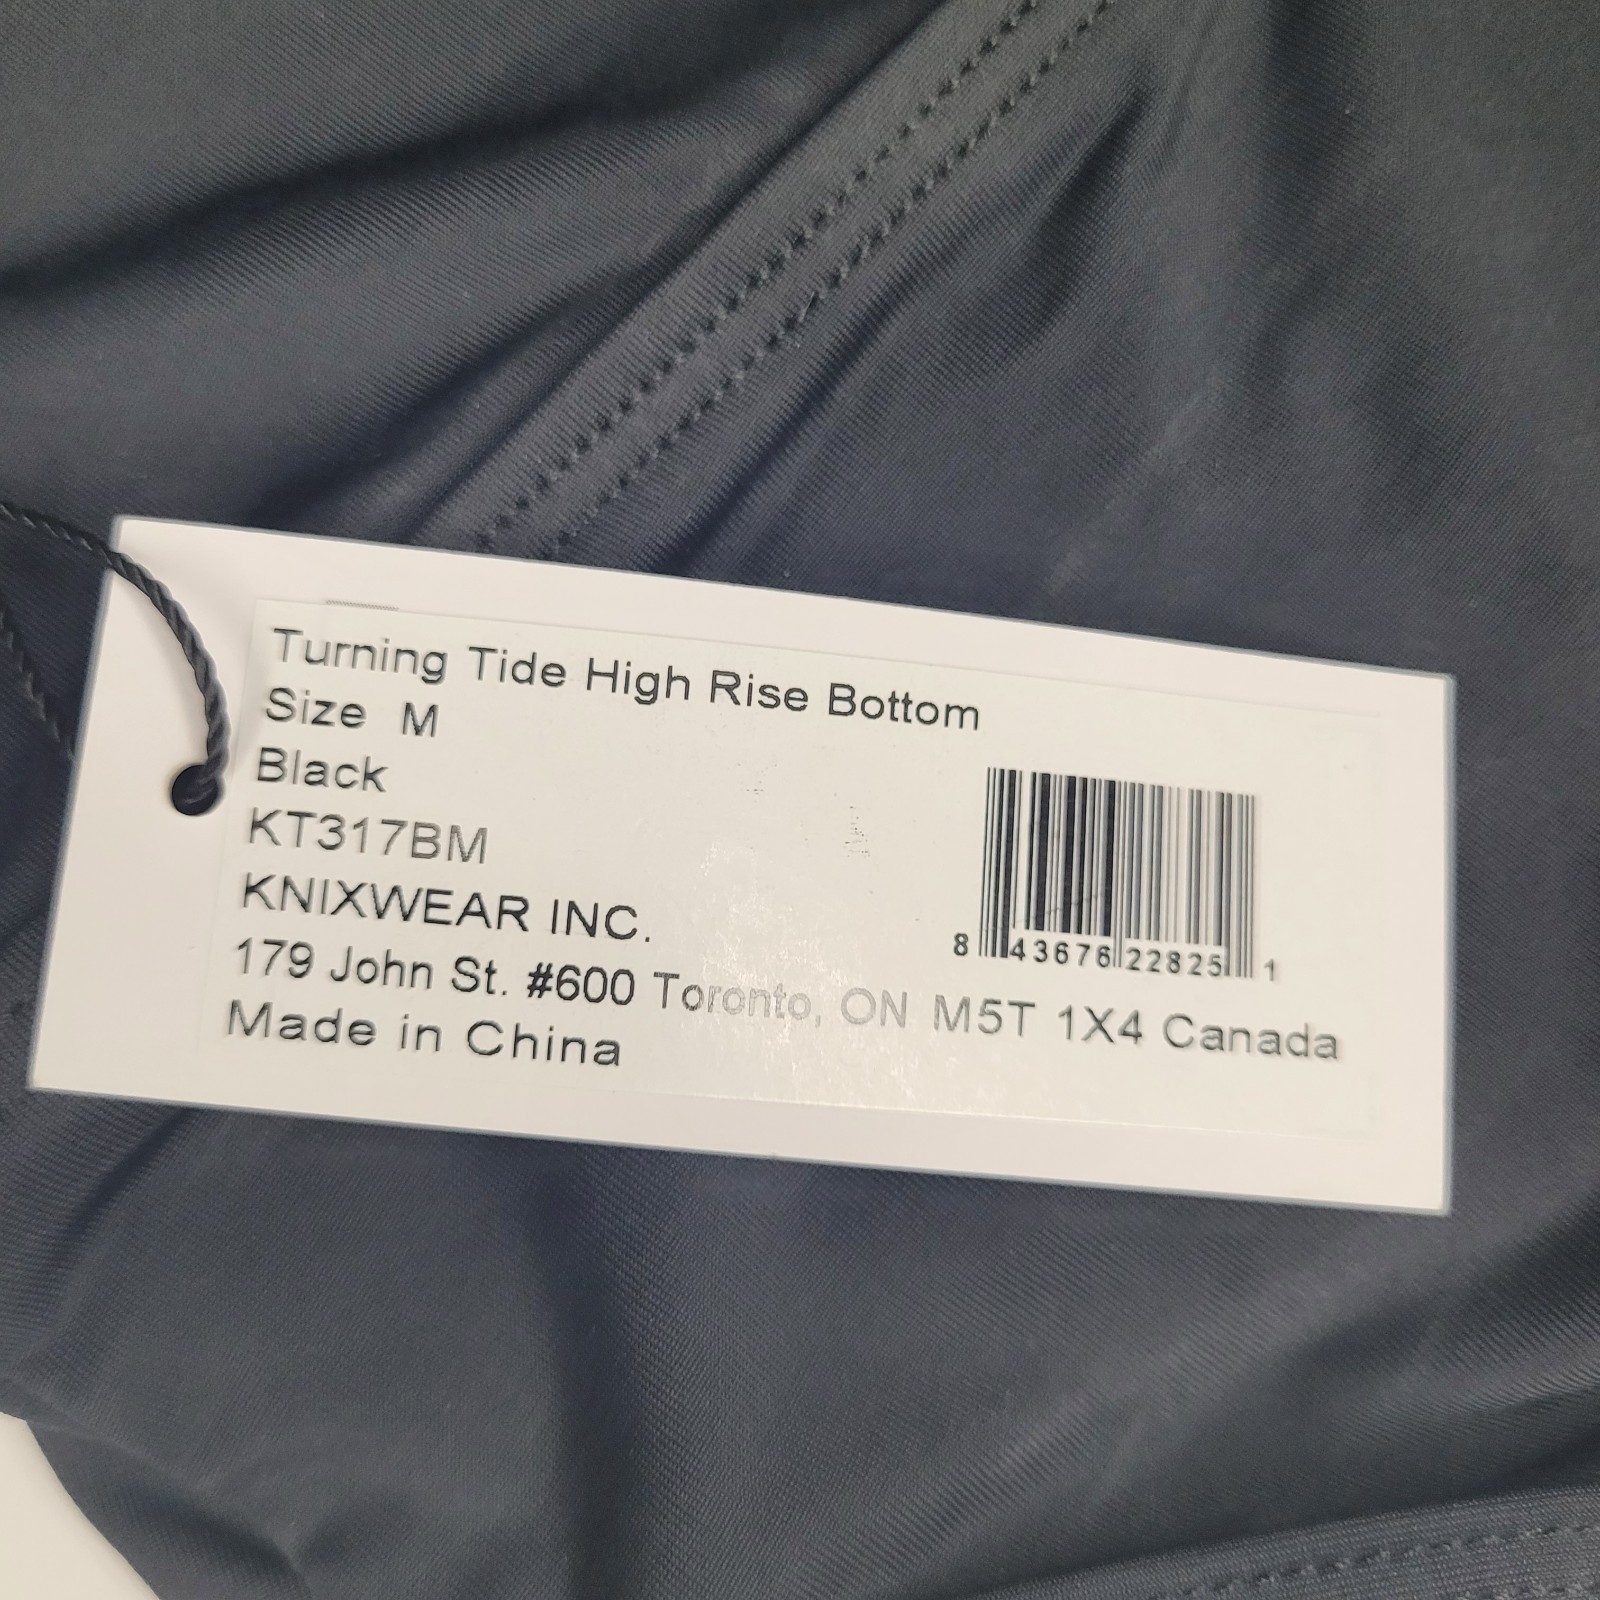 Turning Tide High Rise Bottom
Size M
Black
KT317BM
KNIXWEAR INC.
179 John St. #600 Toronto, ON M5T 1X4 Canada
Made in China
8 43676 22825 1